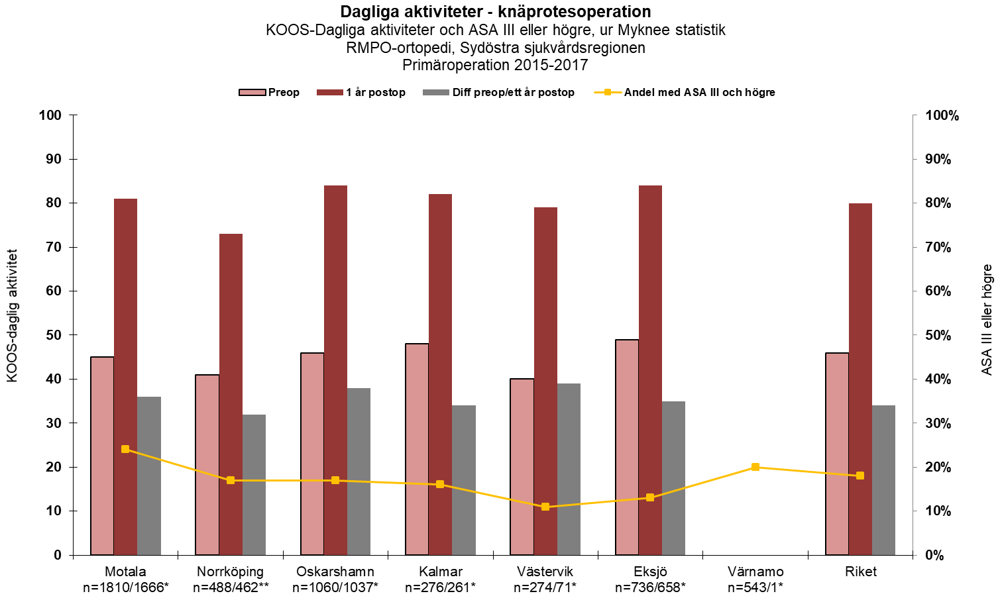 Dagliga aktiviteter - knäprotesoperation
KOOS-Dagliga aktiviteter och ASA III eller högre, ur Myknee statistik
RMPO-ortopedi, Sydöstra sjukvårdsregionen
Primäroperation 2015-2017
Preop 1 år postop Diff preop/ett år postop Andel med ASA III och högre
100 100%
90 90%
80 80%
70 70%
60 60%
50 50%
40 40%
30 30%
20 20%
10 10%
0 0%
KOOS-daglig aktivitet
ASA III eller högre
Motala Norrköping Oskarshamn Kalmar Västervik Eksjö Värnamo Riket
n=1810/1666* n=488/462** n=1060/1037* n=276/261* n=274/71* n=736/658* n=543/1*